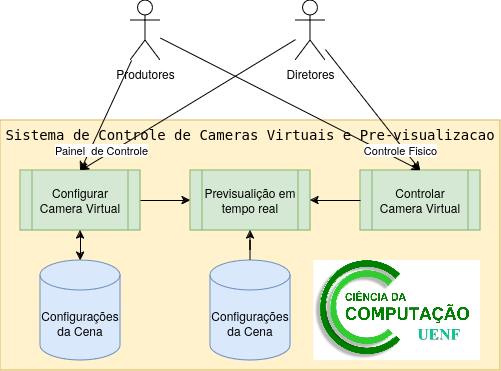 Produtores
Diretores
Sistema de Controle de Cameras Virtuais e Pre-visualizacao
Painel de Controle
Controle Fisico
Configurar
Camera Virtual
Previsualição em
tempo real
Controlar
Camera Virtual
Configurações
da Cena
Configurações
da Cena
CIÊNCIA DA
COMPUTAÇÃO
UENF